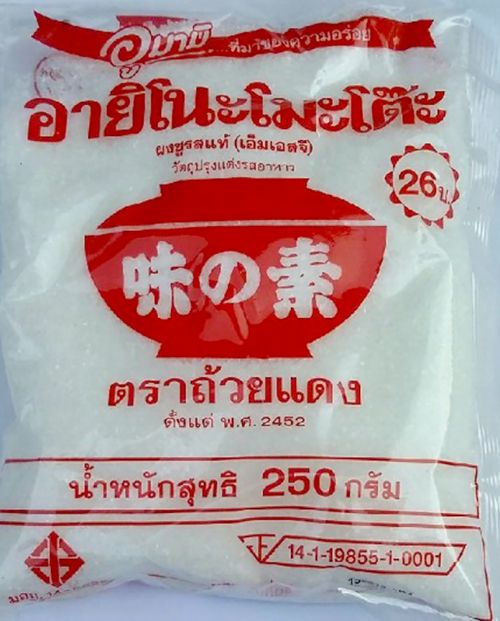 อูมามิ ...ที่มาของความอร่อย
อายิโนะโมะโต๊ะ
ผงชูรสแท้ (เอ็มเอสจี)
วัตถุปรุงแต่งรสอาหาร
26 บ.
味の素
ตราถ้วยแดง
ตั้งแต่ พ.ศ. 2452
น้ำหนักสุทธิ 250 กรัม
14-1-19855-1-0001